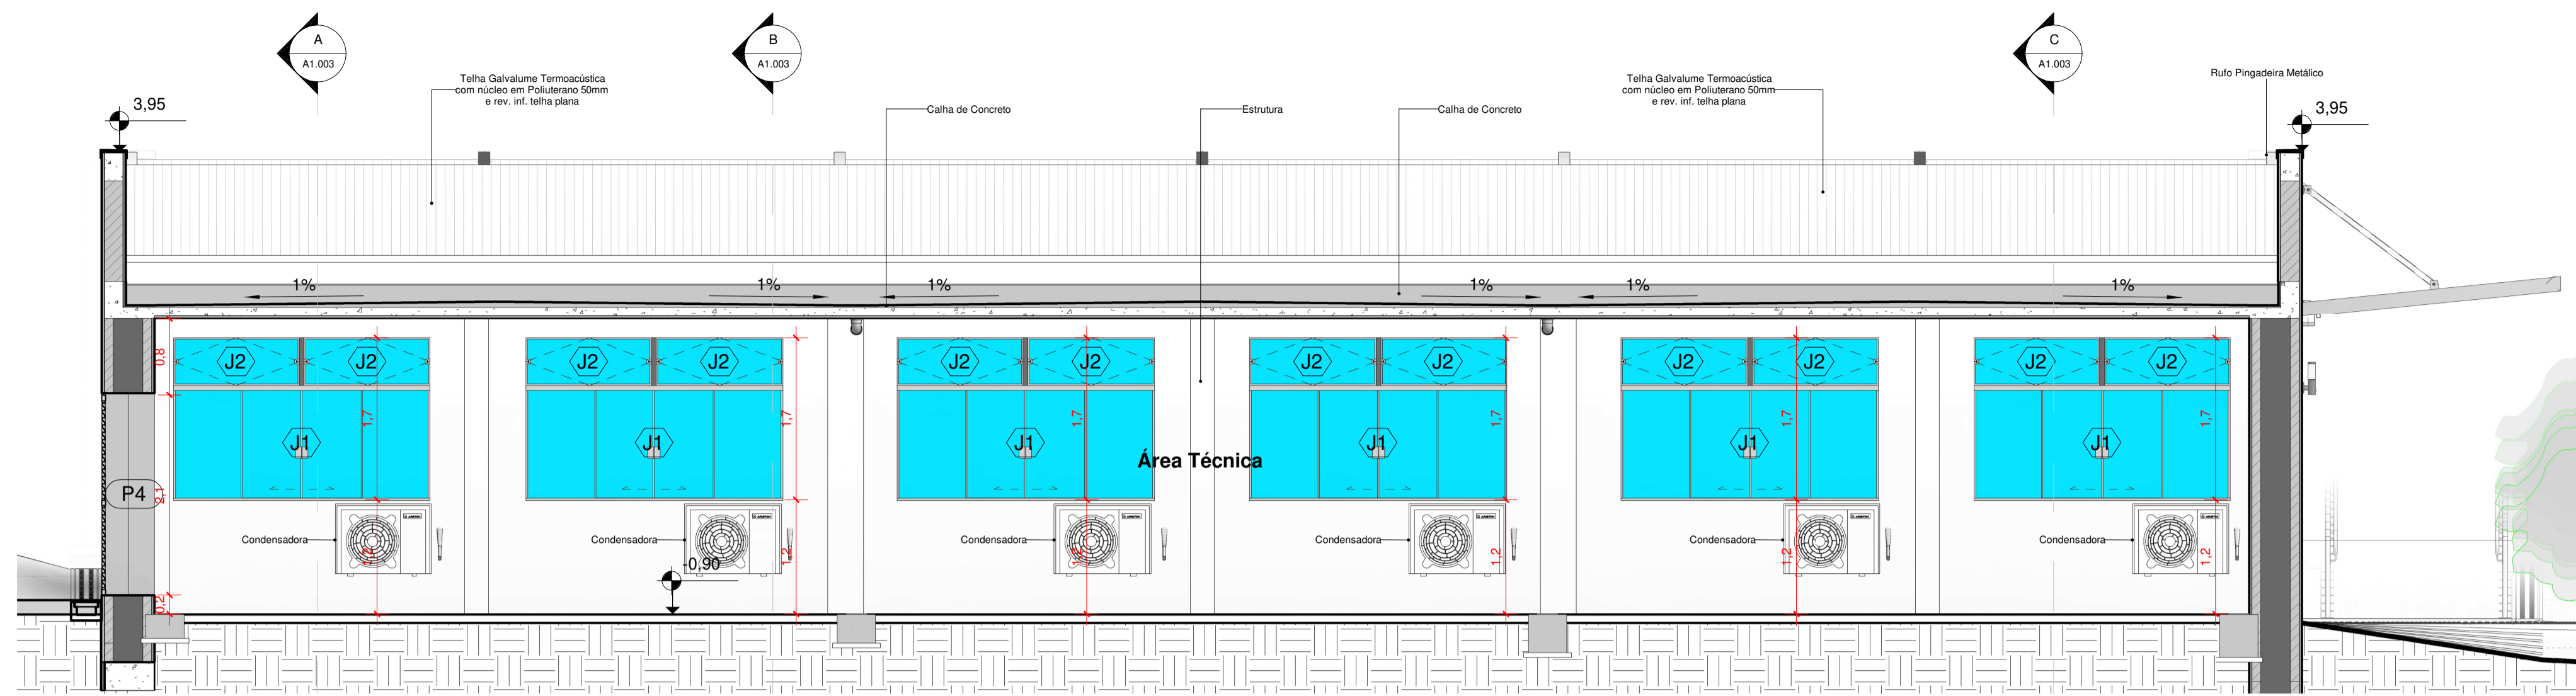 A
A1.003
B
A1.003
C
A1.003
Telha Galvalume Termoacústica
com núcleo em Poliuterano 50mm
e rev. inf. telha plana
Telha Galvalume Termoacústica
com núcleo em Poliuterano 50mm
e rev. inf. telha plana
Rufo Pingadeira Metálico
3,95
Calha de Concreto
Estrutura
Calha de Concreto
3,95
1%
1%
1%
1%
1%
1%
0,8
J2
J2
J2
J2
J2
J2
J2
J2
J2
J2
J2
J2
1,7
1,7
1,7
1,7
1,7
1,7
J1
J1
J1
J1
J1
J1
Área Técnica
P4
2,1
Condensadora
Condensadora
Condensadora
Condensadora
Condensadora
Condensadora
1,2
1,2
1,2
1,2
1,2
1,2
-0,90
0,2